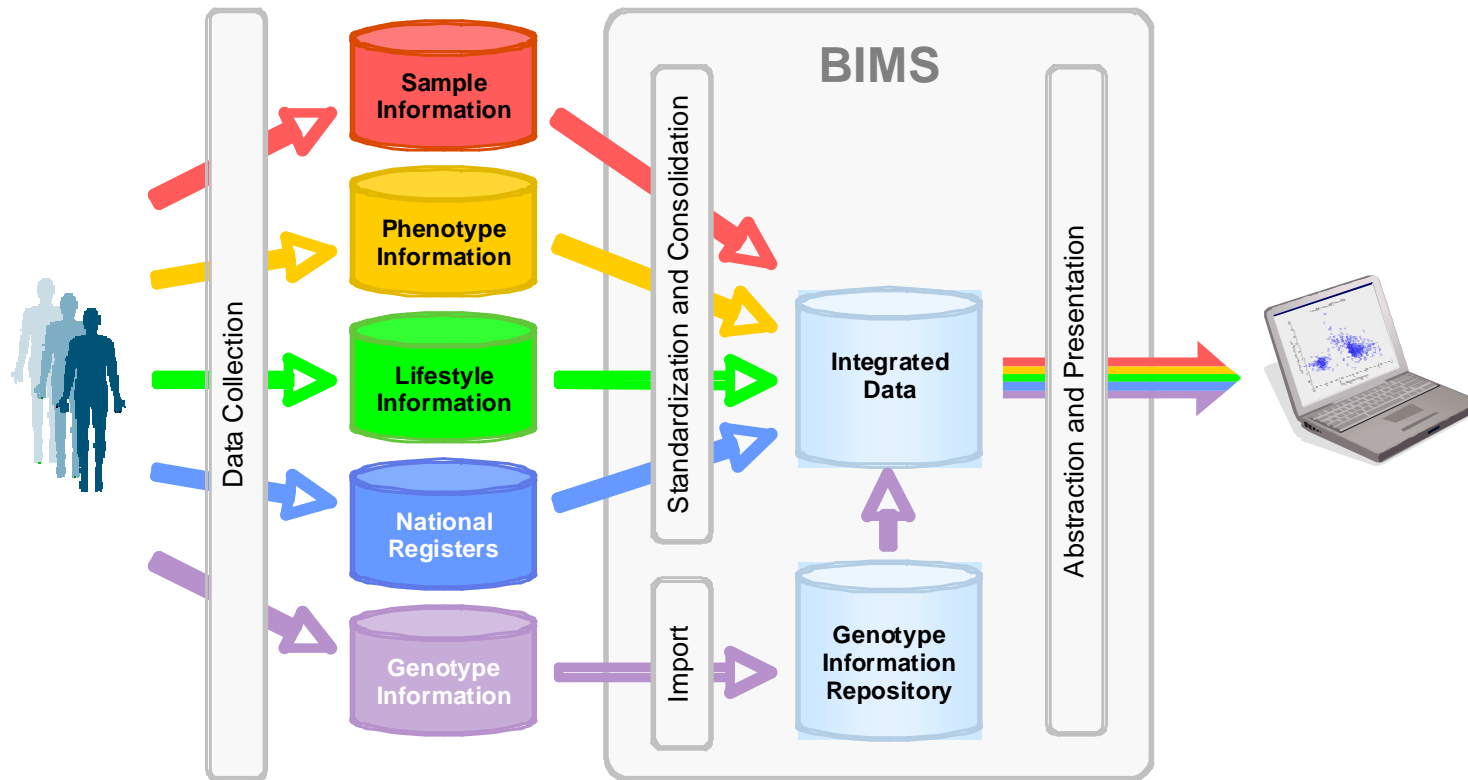 Data Collection
Sample
Information
Phenotype
Information
Lifestyle
Information
National
Registers
Genotype
Information
BIMS
Standardization and Consolidation
Import
Integrated
Data
Genotype
Information
Repository
Abstraction and Presentation